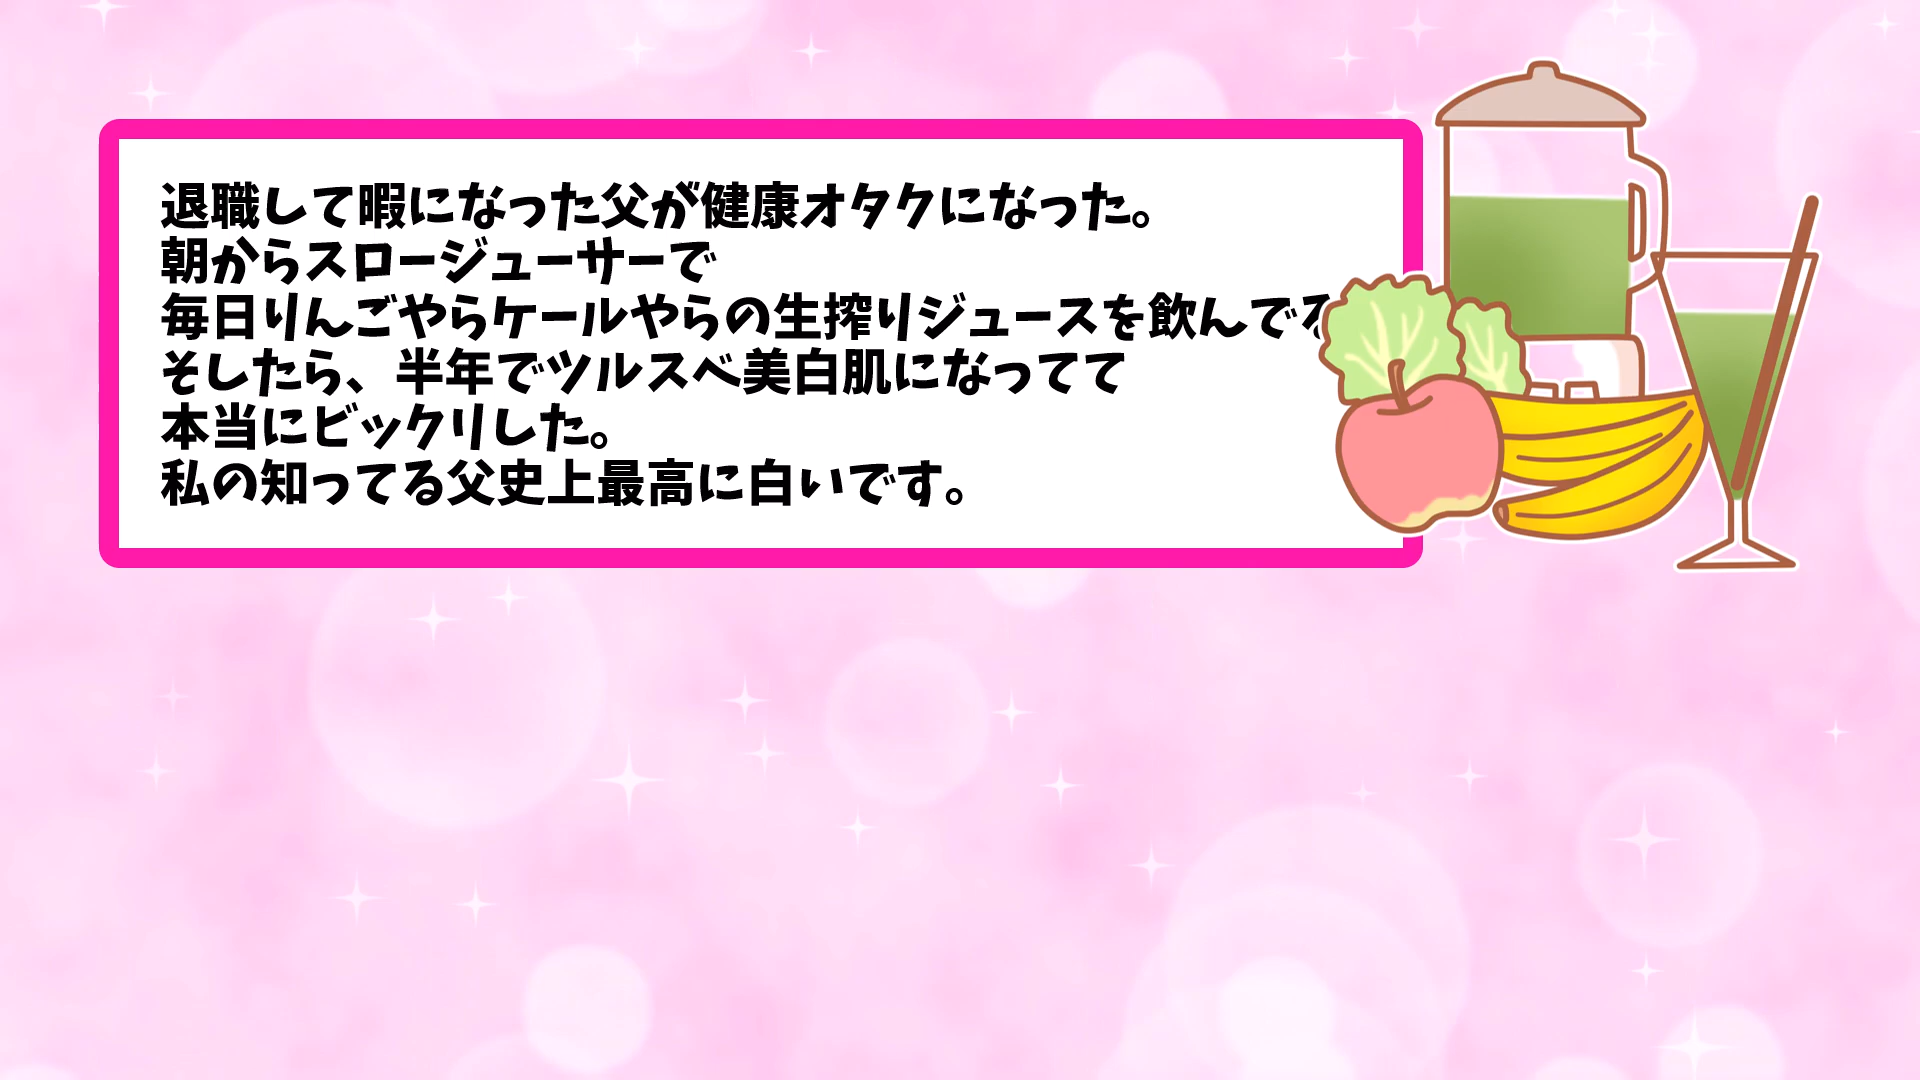 退職して暇になった父が健康オタクになった。
朝からスロージューサーで
毎日りんごやらケールやらの生搾りジュースを飲んでる
そしたら、半年でツルスベ美白肌になってて
本当にビックリした。
私の知ってる父史上最高に白いです。